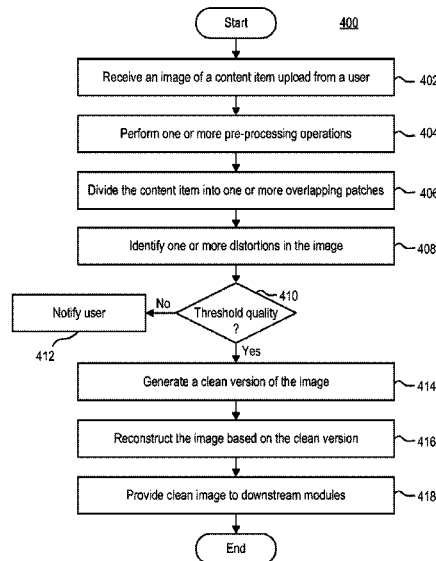 Start
400
Receive an image of a content item upload from a user
402
Perform one or more pre-processing operations
404
Divide the content item into one or more overlapping patches
406
Identify one or more distortions in the image
408
410
Threshold quality
?
No
Notify user
412
Yes
Generate a clean version of the image
414
Reconstruct the image based on the clean version
416
Provide clean image to downstream modules
418
End